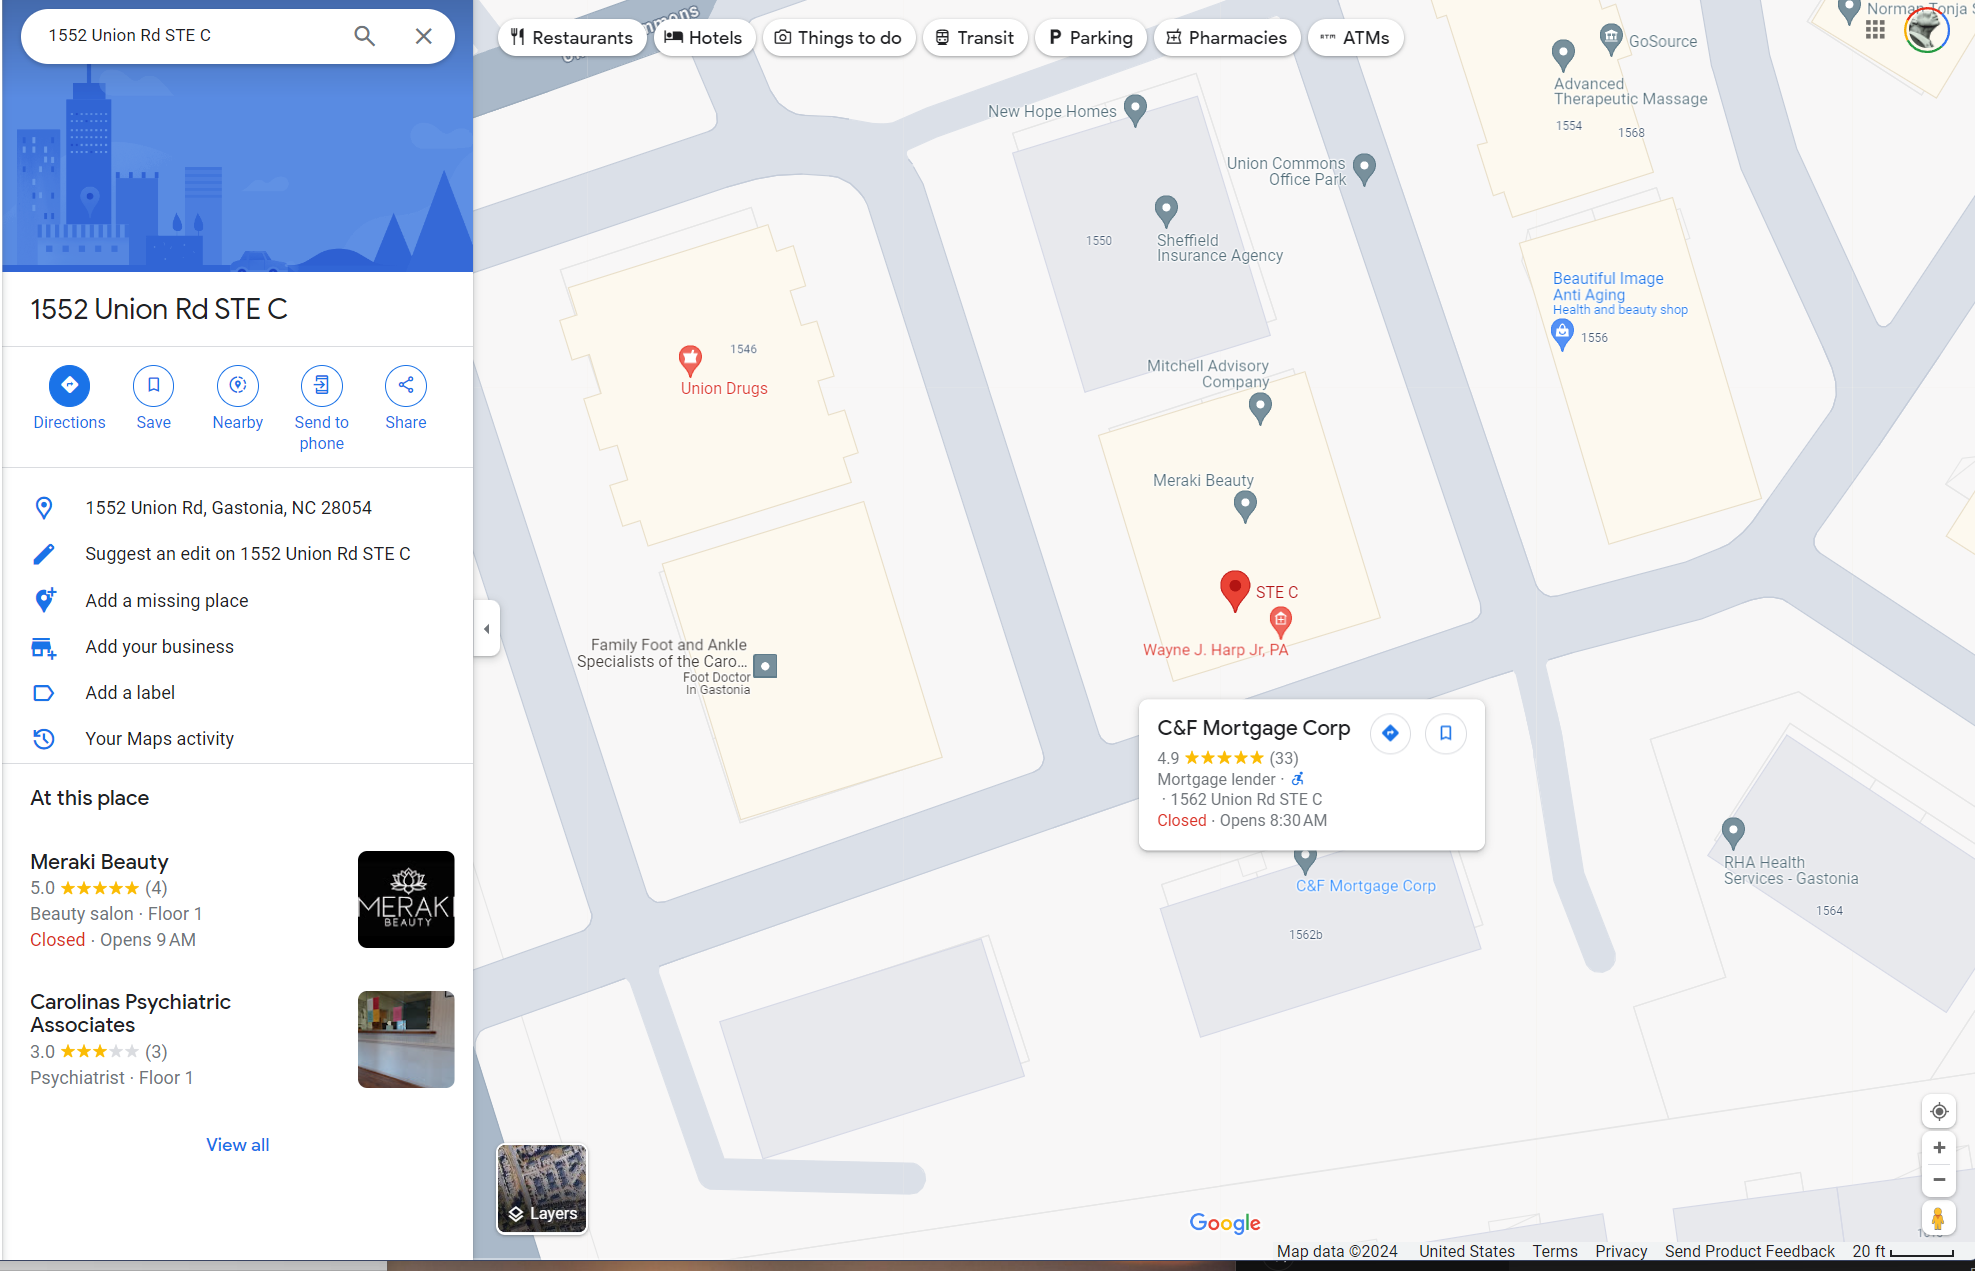 1552 Union Rd STE C
Restaurants
Hotels
Things to do
Transit
Parking
Pharmacies
ATMs
1552 Union Rd STE C
Directions
Save
Nearby
Send to
phone
Share
1552 Union Rd, Gastonia, NC 28054
Suggest an edit on 1552 Union Rd STE C
Add a missing place
Add your business
Add a label
Your Maps activity
At this place
Meraki Beauty
5.0 (4)
Beauty salon · Floor 1
Closed · Opens 9 AM
MERAKI
BEAUTY
Carolinas Psychiatric
Associates
3.0 (3)
Psychiatrist · Floor 1
View all
Norman Tonja S
GoSource
Advanced
Therapeutic Massage
1554
1568
New Hope Homes
Union Commons
Office Park
Sheffield
Insurance Agency
1550
Beautiful Image
Anti Aging
Health and beauty shop
1556
1546
Union Drugs
Mitchell Advisory
Company
Meraki Beauty
STE C
Wayne J. Harp Jr, PA
Family Foot and Ankle
Specialists of the Caro...
Foot Doctor
In Gastonia
C&F Mortgage Corp
4.9 (33)
Mortgage lender ·
· 1562 Union Rd STE C
Closed · Opens 8:30 AM
C&F Mortgage Corp
1562b
RHA Health
Services - Gastonia
1564
Layers
Google
Map data ©2024 United States Terms Privacy Send Product Feedback 20 ft